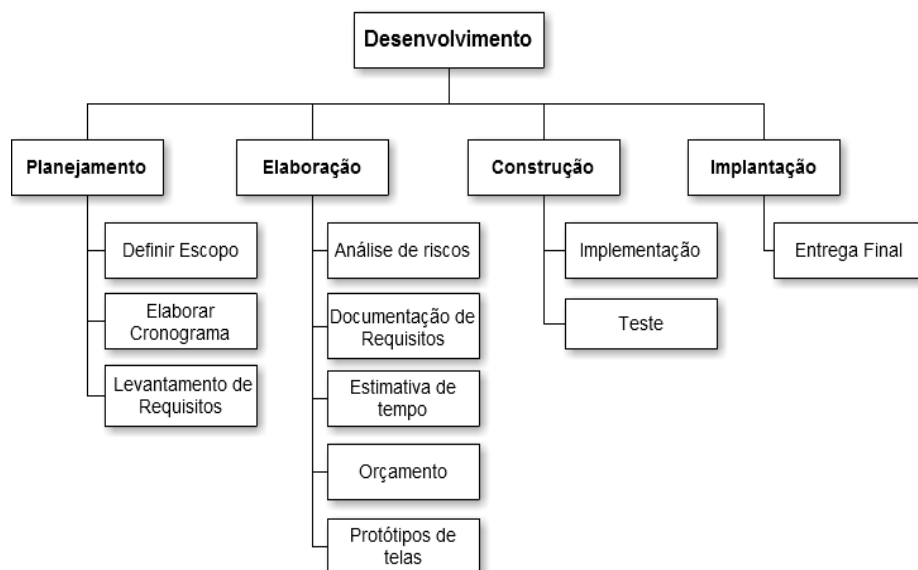 Desenvolvimento
Planejamento
Elaboração
Construção
Implantação
Definir Escopo
Elaborar
Cronograma
Levantamento de
Requisitos
Análise de riscos
Documentação de
Requisitos
Estimativa de
tempo
Orçamento
Protótipos de
telas
Implementação
Teste
Entrega Final